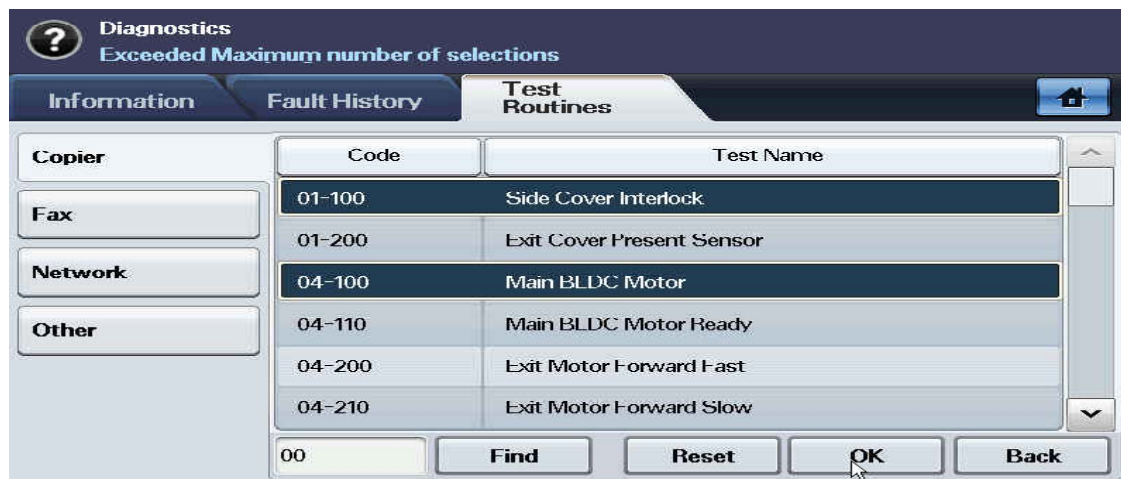 Diagnostics
Exceeded Maximum number of selections
Information
Fault History
Test
Routines
Copier
Fax
Network
Other
Code Test Name
01-100 Side Cover Interlock
01-200 Exit Cover Present Sensor
04-100 Main BLDC Motor
04-110 Main BLDC Motor Ready
04-200 Exit Motor Forward Fast
04-210 Exit Motor Forward Slow
00 Find Reset OK Back